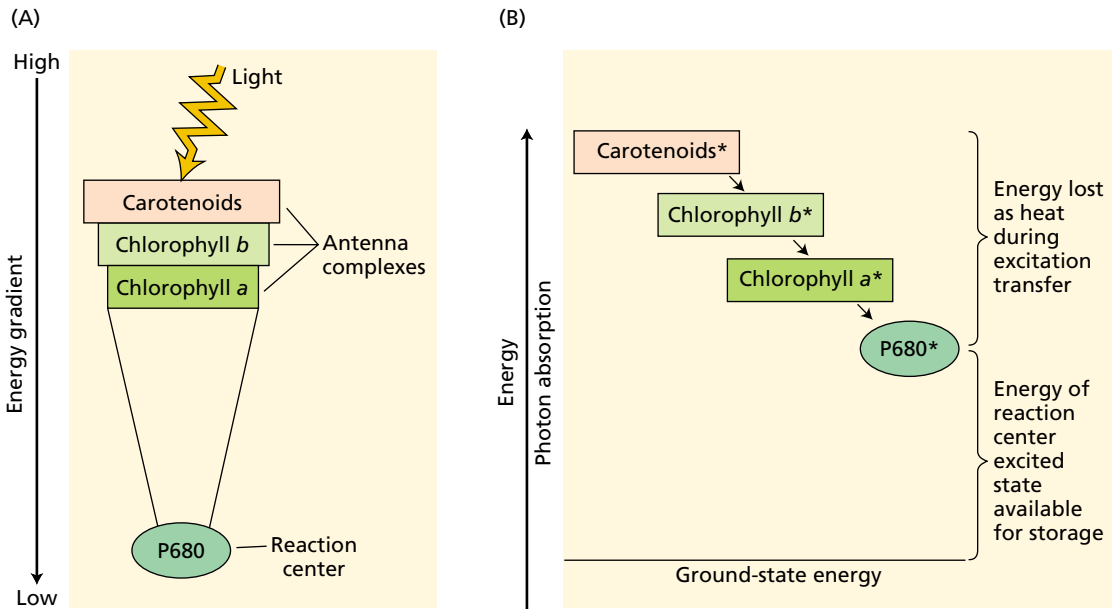 (A)
High
Light
Carotenoids
Chlorophyll b
Chlorophyll a
Antenna
complexes
Energy gradient
P680
Reaction
center
Low
(B)
Energy
Photon absorption
Carotenoids*
Chlorophyll b*
Chlorophyll a*
P680*
Energy lost
as heat
during
excitation
transfer
Energy of
reaction
center
excited
state
available
for storage
Ground-state energy